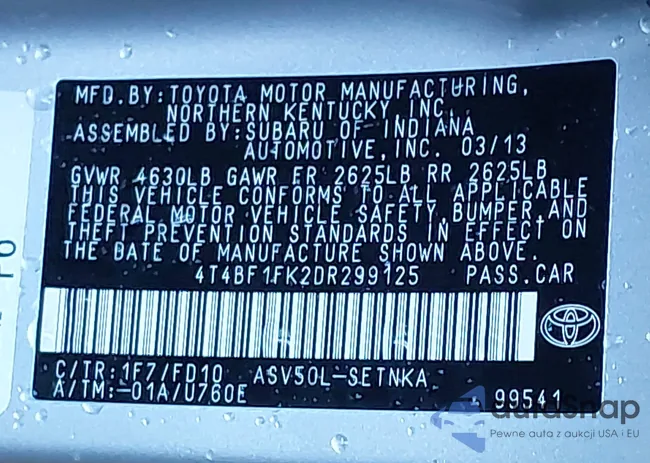 MFD.BY:TOYOTA MOTOR MANUFACTURING,
NORTHERN KENTUCKY,INC.
ASSEMBLED BY:SUBARU OF INDIANA
AUTOMOTIVE,INC. 03/13
GVWR 4630LB GAWR FR 2625LB RR 2625LB
THIS VEHICLE CONFORMS TO ALL APPLICABLE
FEDERAL MOTOR VEHICLE SAFETY,BUMPER,AND
THEFT PREVENTION STANDARDS IN EFFECT ON
THE DATE OF MANUFACTURE SHOWN ABOVE.
4T4BF1FK2DR299125 PASS.CAR
C/TR:1F7/FD10 ASV50L-SETNKA
A/TM:-01A/U760E 99541
autosnap
Pewne auta z aukcji USA i EU